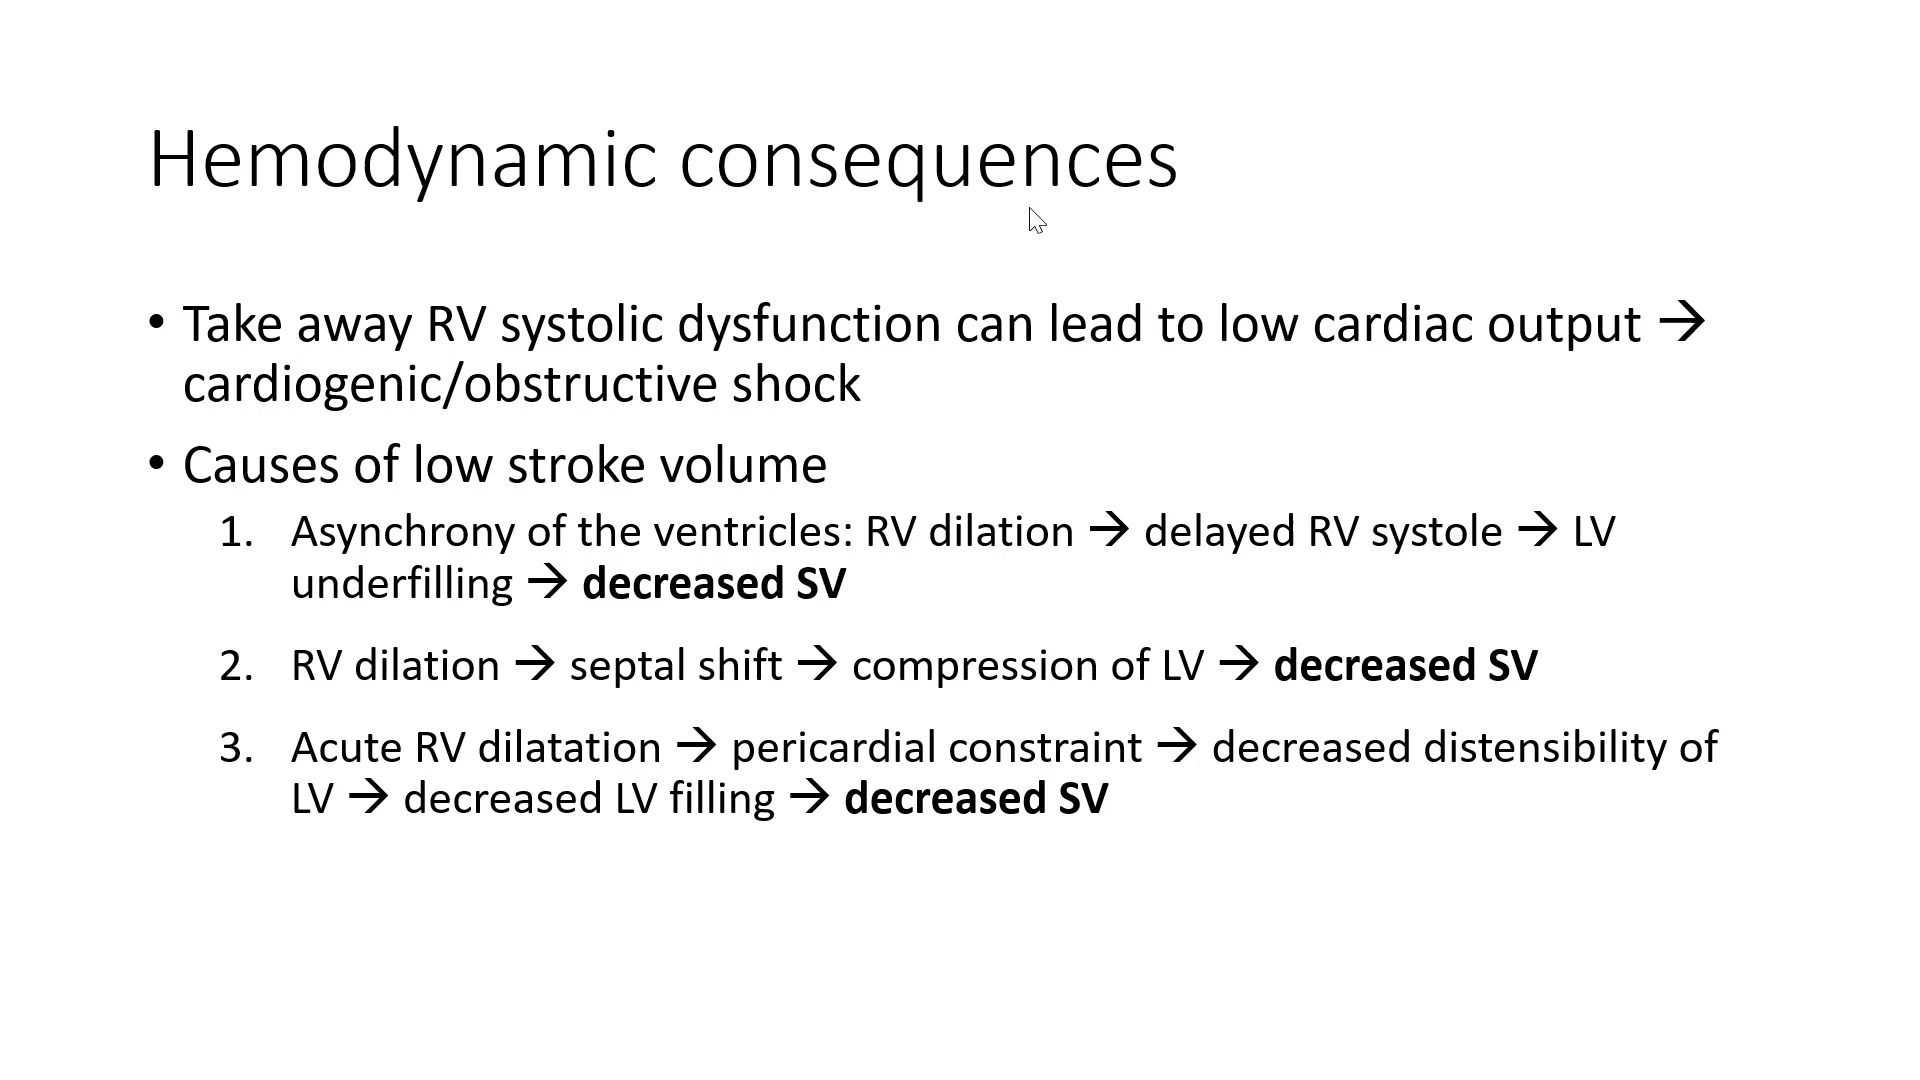 Hemodynamic consequences
• Take away RV systolic dysfunction can lead to low cardiac output →
cardiogenic/obstructive shock
• Causes of low stroke volume
1. Asynchrony of the ventricles: RV dilation → delayed RV systole → LV
underfilling → decreased SV
2. RV dilation → septal shift → compression of LV → decreased SV
3. Acute RV dilatation → pericardial constraint → decreased distensibility of
LV → decreased LV filling → decreased SV